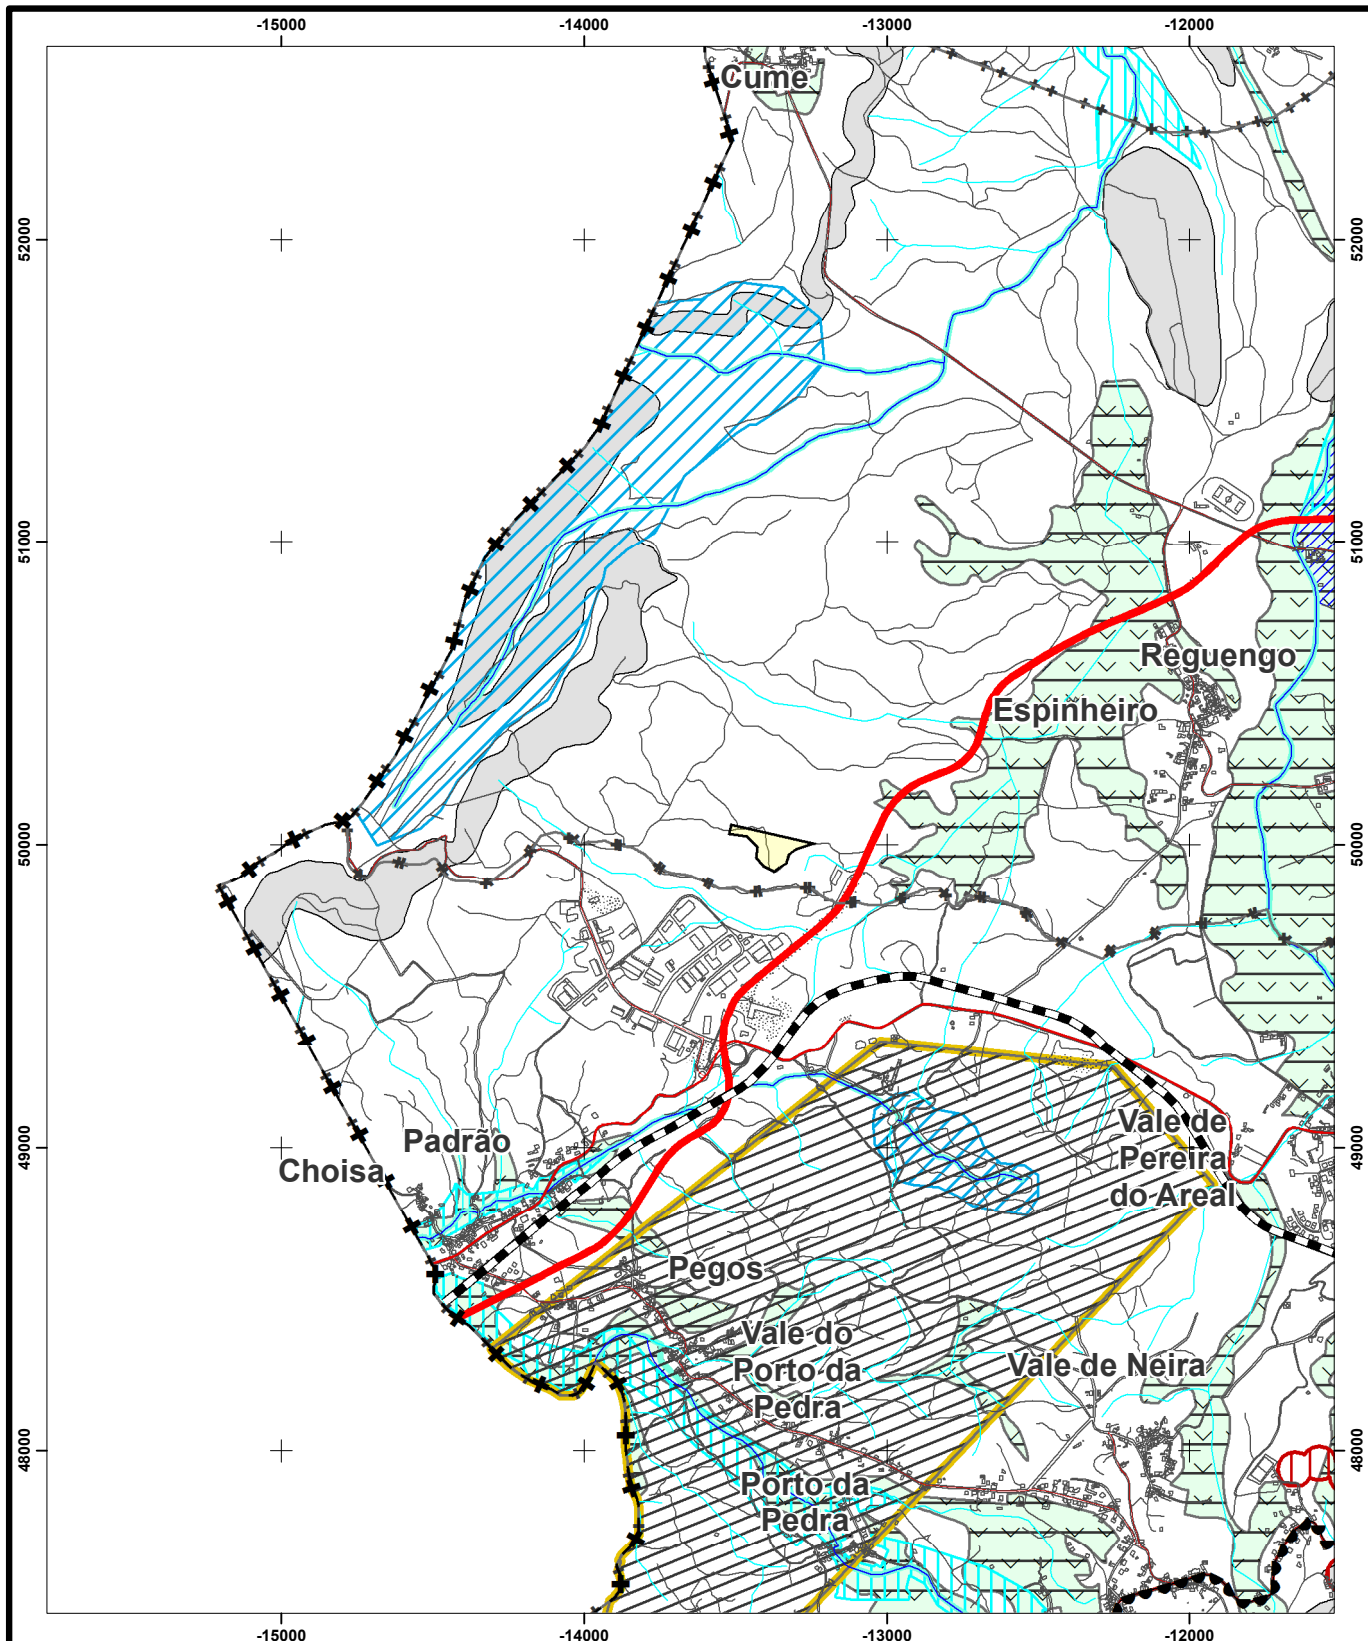 -15000 -14000 -13000 -12000
Cume
52000 52000
51000 51000
Reguengo
Espinheiro
50000 50000
Vale de
Pereira
do Areal
Padrão
Choisa
49000 49000
Pegos
Vale do
Porto da
Pedra
Vale de Neira
48000 48000
Porto da
Pedra
-15000 -14000 -13000 -12000